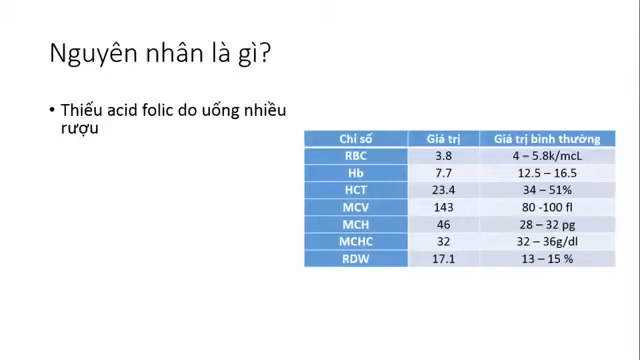 Nguyên nhân là gì?
• Thiếu acid folic do uống nhiều
rượu
Chỉ số Giá trị Giá trị bình thường
RBC 3.8 4 – 5.8k/mcL
Hb 7.7 12.5 – 16.5
HCT 23.4 34 – 51%
MCV 143 80 -100 fl
MCH 46 28 – 32 pg
MCHC 32 32 – 36g/dl
RDW 17.1 13 – 15 %